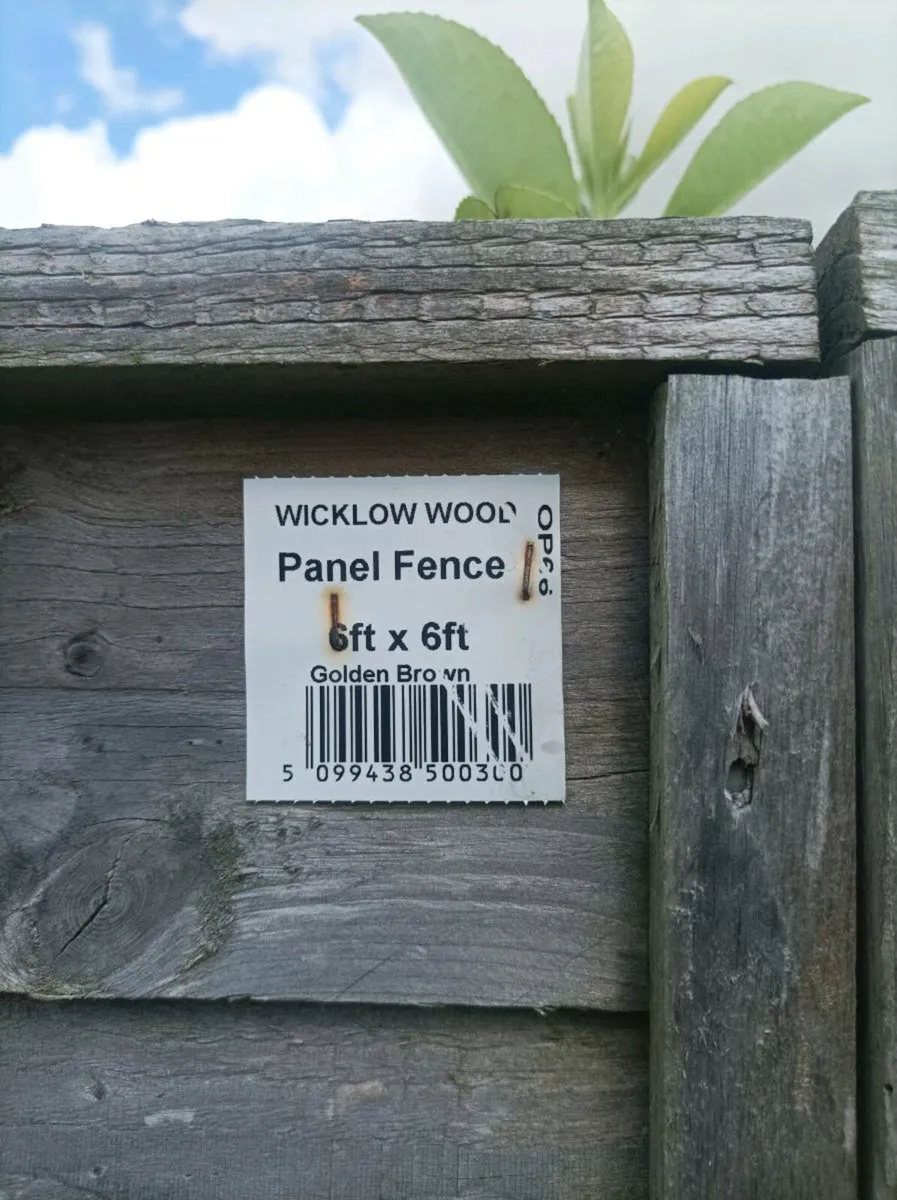 WICKLOW WOOD
Panel Fence
6ft x 6ft
Golden Brown
5 099438 500300